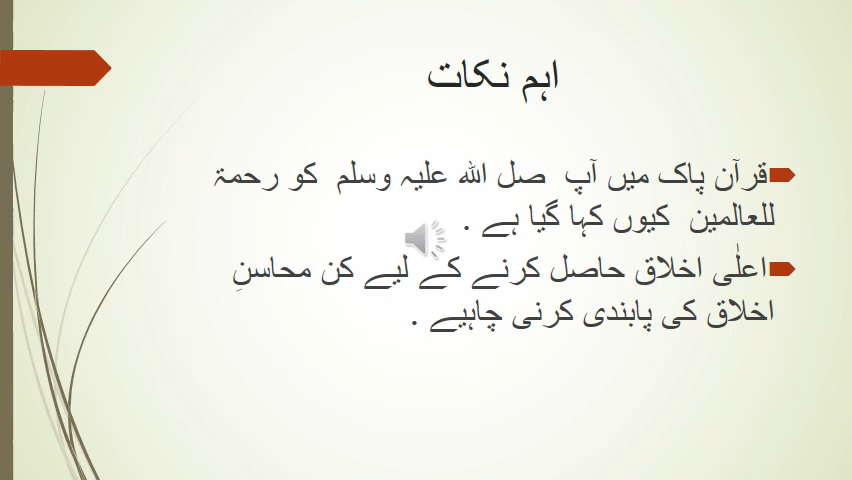 اہم نکات
قرآن پاک میں آپ صل اللہ علیہ وسلم کو رحمۃ
للعالمین کیوں کہا گیا ہے .
اعلٰی اخلاق حاصل کرنے کے لیے کن محاسنِ
اخلاق کی پابندی کرنی چاہیے .